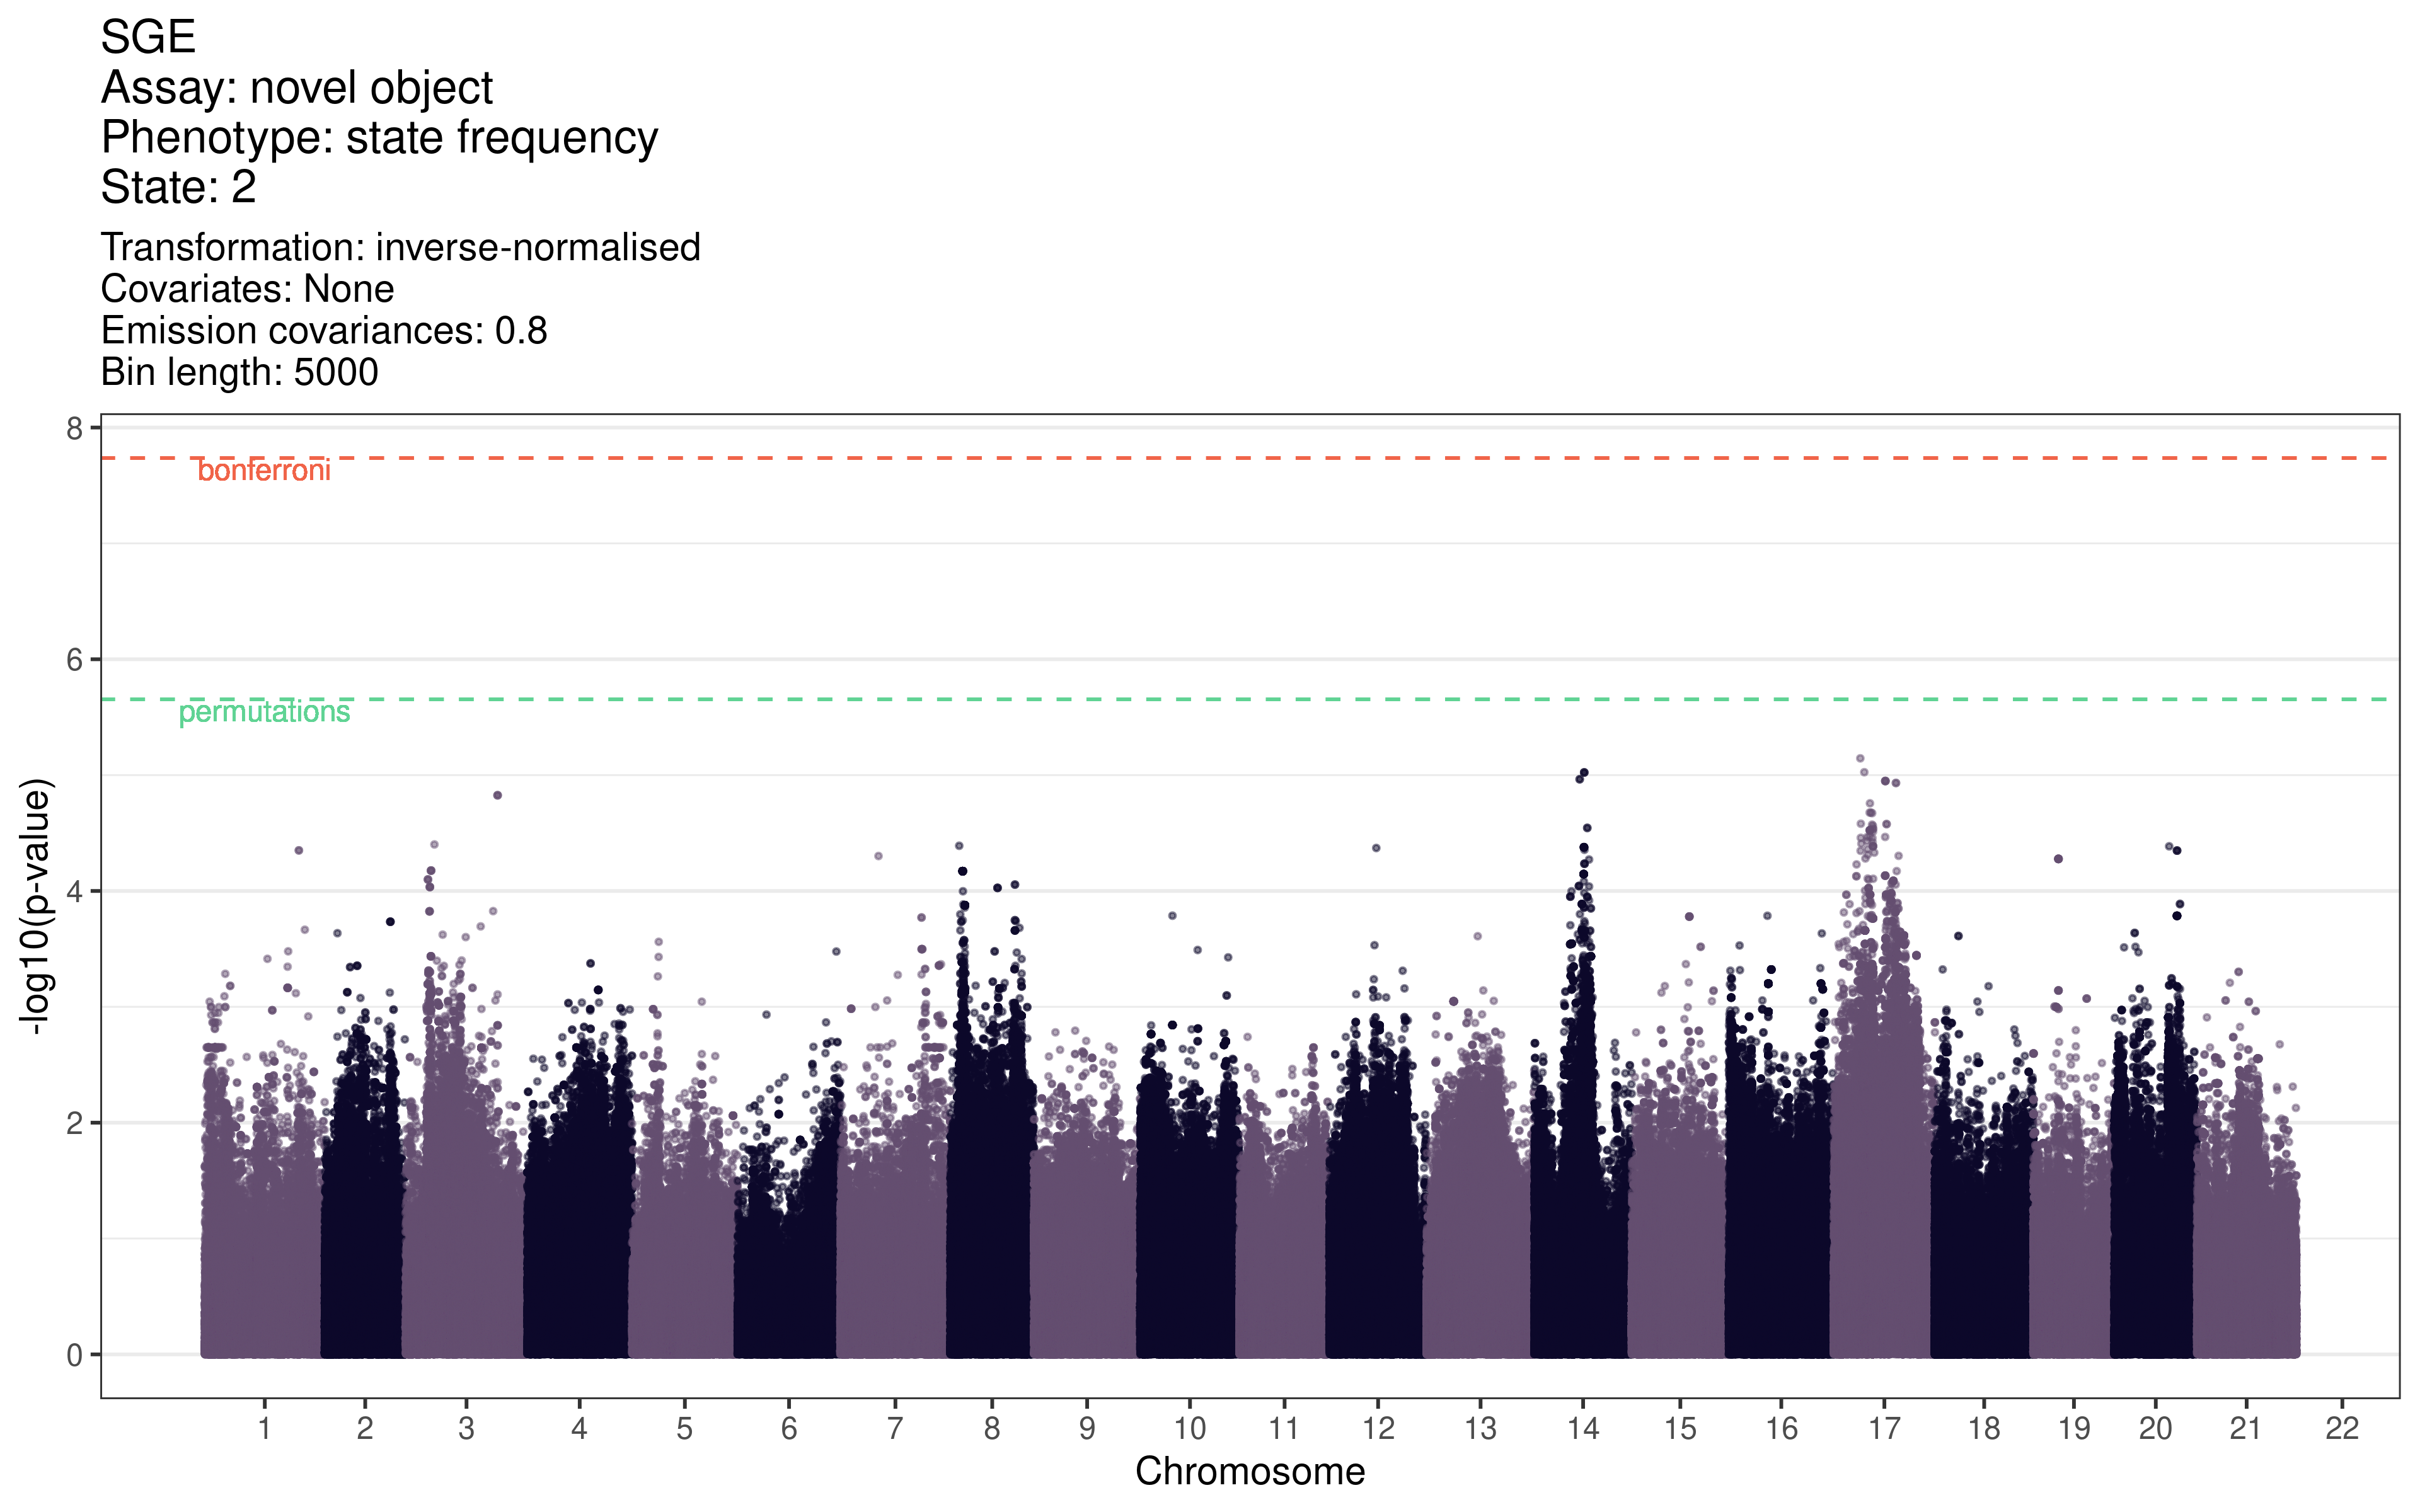 SGE
Assay: novel object
Phenotype: state frequency
State: 2
Transformation: inverse-normalised
Covariates: None
Emission covariances: 0.8
Bin length: 5000
8
bonferroni
6
permutations
4
2
0
-log10(p-value)
1 2 3 4 5 6 7 8 9 10 11 12 13 14 15 16 17 18 19 20 21 22
Chromosome